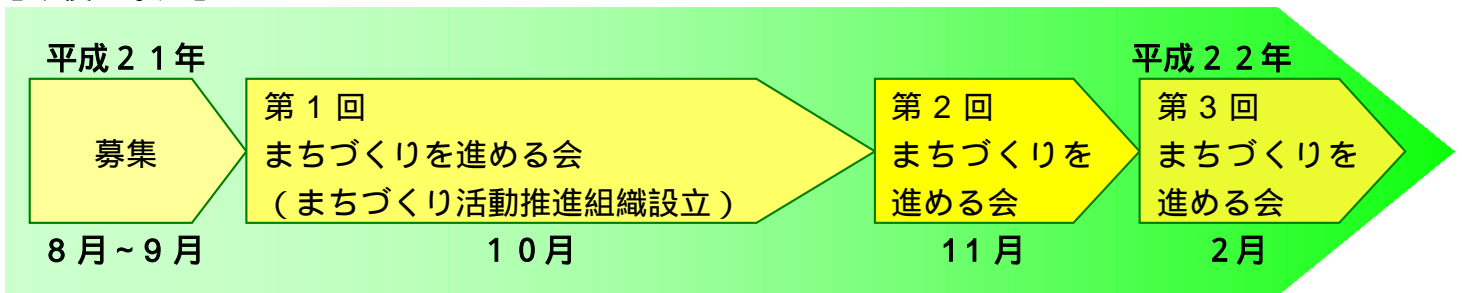 平成２１年
募集
８月~９月
第１回
まちづくりを進める会
（まちづくり活動推進組織設立）
１０月
第２回
まちづくりを
進める会
11月
平成２２年
第３回
まちづくりを
進める会
２月